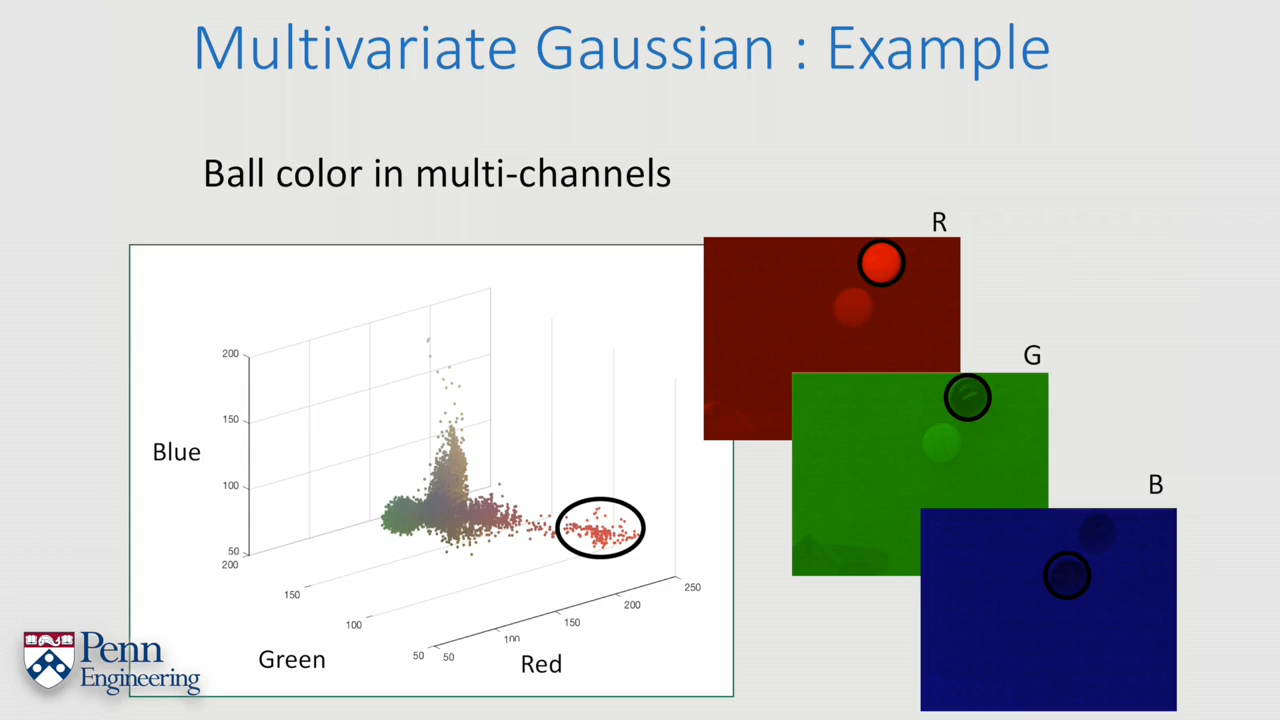 Multivariate Gaussian : Example
Ball color in multi-channels
R
G
B
200
150
100
50
Blue
200
150
100
50
Green
50
100
150
200
250
Red
Penn
Engineering